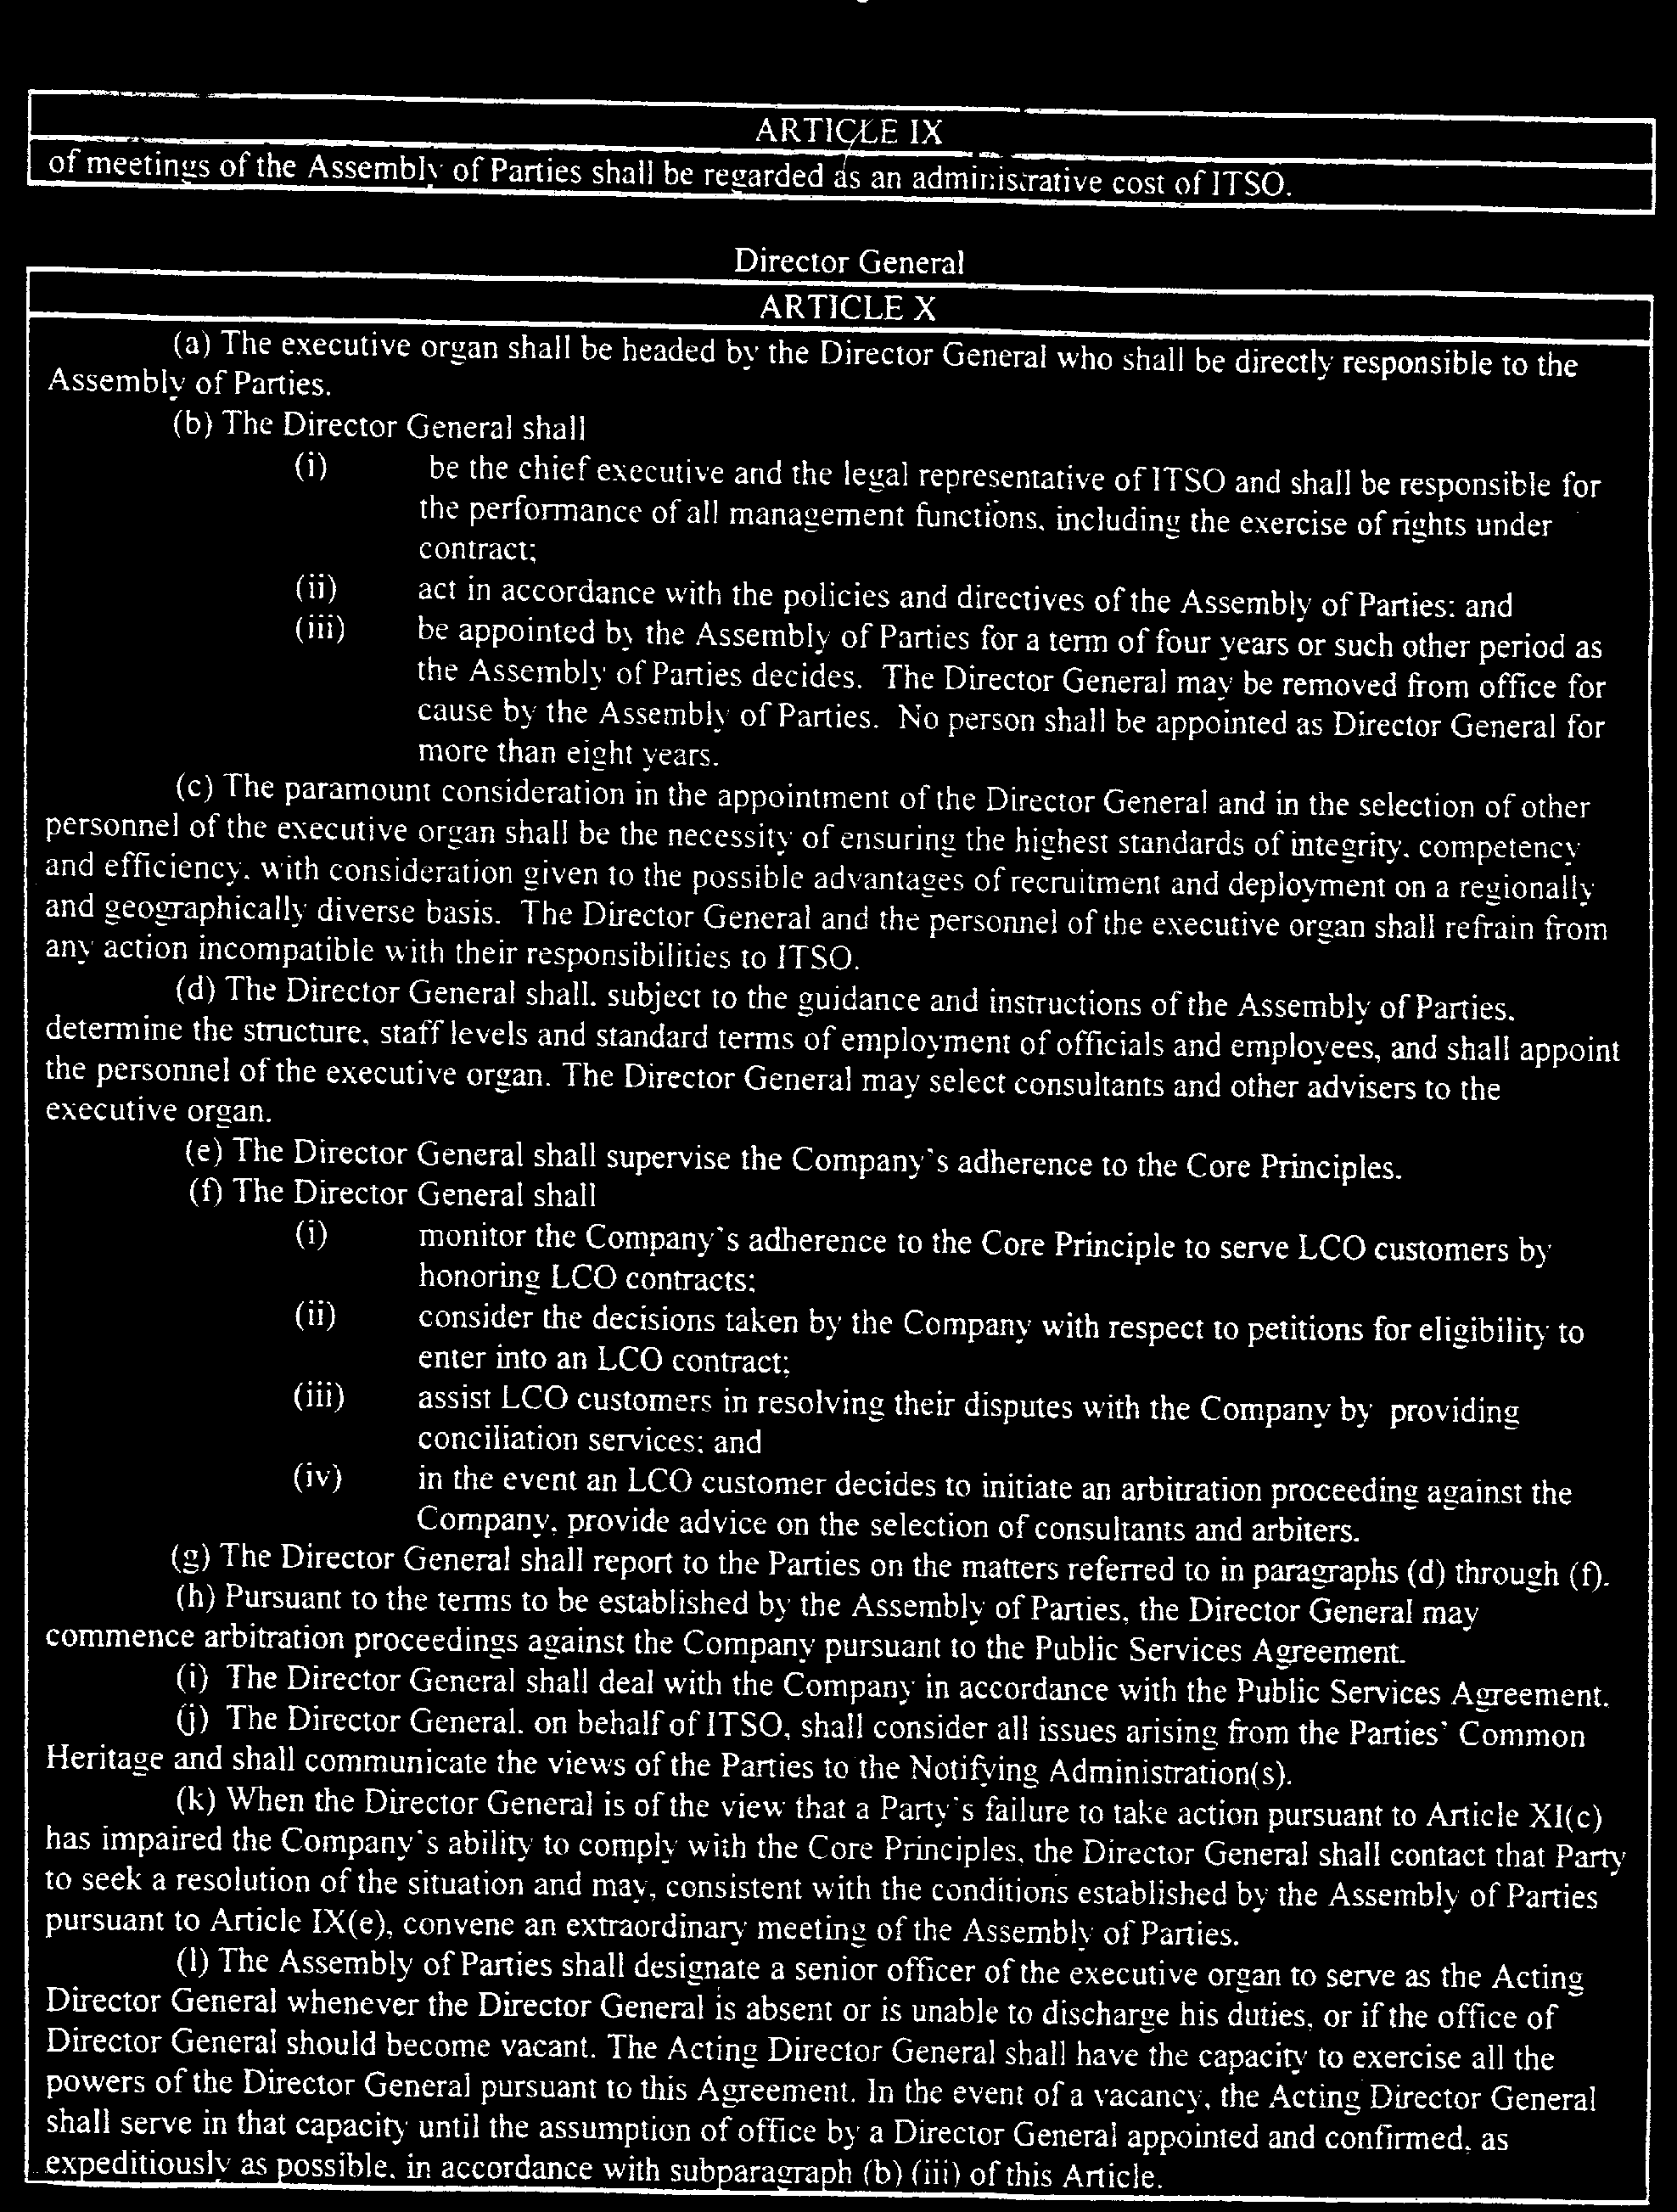 ARTICLE IX
of meetings of the Assembly of Parties shall be regarded as an administrative cost of ITSO.
Director General
ARTICLE X
(a) The executive organ shall be headed by the Director General who shall be directly responsible to the
Assembly of Parties.
(b) The Director General shall
(i) be the chief executive and the legal representative of ITSO and shall be responsible for
the performance of all management functions, including the exercise of rights under
contract;
(ii) act in accordance with the policies and directives of the Assembly of Parties; and
(iii) be appointed by the Assembly of Parties for a term of four years or such other period as
the Assembly of Parties decides. The Director General may be removed from office for
cause by the Assembly of Parties. No person shall be appointed as Director General for
more than eight years.
(c) The paramount consideration in the appointment of the Director General and in the selection of other
personnel of the executive organ shall be the necessity of ensuring the highest standards of integrity, competency
and efficiency, with consideration given to the possible advantages of recruitment and deployment on a regionally
and geographically diverse basis. The Director General and the personnel of the executive organ shall refrain from
any action incompatible with their responsibilities to ITSO.
(d) The Director General shall, subject to the guidance and instructions of the Assembly of Parties,
determine the structure, staff levels and standard terms of employment of officials and employees, and shall appoint
the personnel of the executive organ. The Director General may select consultants and other advisers to the
executive organ.
(e) The Director General shall supervise the Company's adherence to the Core Principles.
(f) The Director General shall
(i) monitor the Company's adherence to the Core Principle to serve LCO customers by
honoring LCO contracts;
(ii) consider the decisions taken by the Company with respect to petitions for eligibility to
enter into an LCO contract;
(iii) assist LCO customers in resolving their disputes with the Company by providing
conciliation services; and
(iv) in the event an LCO customer decides to initiate an arbitration proceeding against the
Company, provide advice on the selection of consultants and arbiters.
(g) The Director General shall report to the Parties on the matters referred to in paragraphs (d) through (f).
(h) Pursuant to the terms to be established by the Assembly of Parties, the Director General may
commence arbitration proceedings against the Company pursuant to the Public Services Agreement.
(i) The Director General shall deal with the Company in accordance with the Public Services Agreement.
(j) The Director General, on behalf of ITSO, shall consider all issues arising from the Parties' Common
Heritage and shall communicate the views of the Parties to the Notifying Administration(s).
(k) When the Director General is of the view that a Party's failure to take action pursuant to Article XI(c)
has impaired the Company's ability to comply with the Core Principles, the Director General shall contact that Party
to seek a resolution of the situation and may, consistent with the conditions established by the Assembly of Parties
pursuant to Article IX(e), convene an extraordinary meeting of the Assembly of Parties.
(l) The Assembly of Parties shall designate a senior officer of the executive organ to serve as the Acting
Director General whenever the Director General is absent or is unable to discharge his duties, or if the office of
Director General should become vacant. The Acting Director General shall have the capacity to exercise all the
powers of the Director General pursuant to this Agreement. In the event of a vacancy, the Acting Director General
shall serve in that capacity until the assumption of office by a Director General appointed and confirmed, as
expeditiously as possible, in accordance with subparagraph (b) (iii) of this Article.